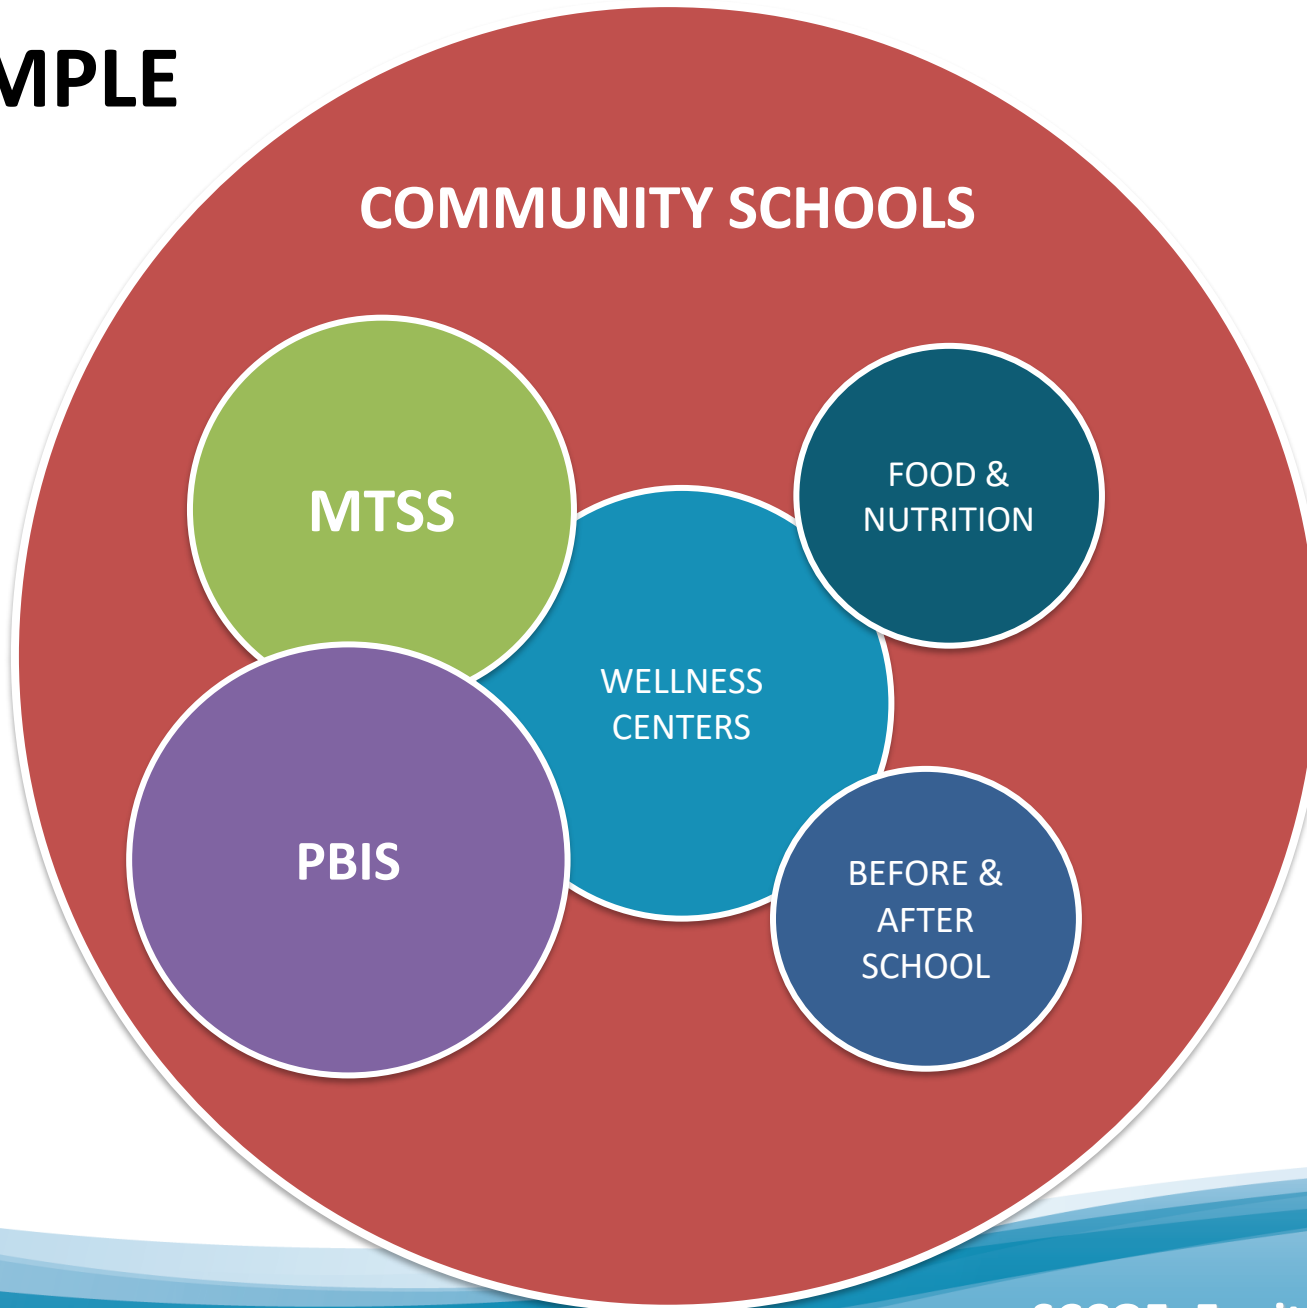 MPLE
COMMUNITY SCHOOLS
MTSS
FOOD &
NUTRITION
WELLNESS
CENTERS
PBIS
BEFORE &
AFTER
SCHOOL